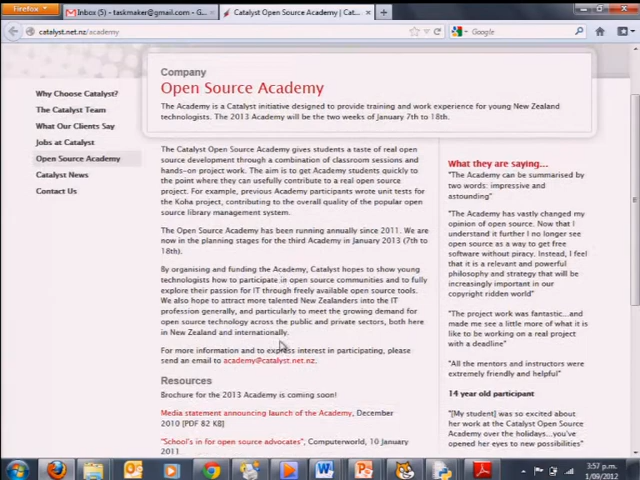 Firefox
Inbox (5) - taskmaker@gmail.com - G...
Catalyst Open Source Academy | Cat...
catalyst.net.nz/academy
Google
Why Choose Catalyst?
The Catalyst Team
What Our Clients Say
Jobs at Catalyst
Open Source Academy
Catalyst News
Contact Us
Company
Open Source Academy
The Academy is a Catalyst initiative designed to provide training and work experience for young New Zealand
technologists. The 2013 Academy will be the two weeks of January 7th to 18th.
The Catalyst Open Source Academy gives students a taste of real open
source development through a combination of classroom sessions and
hands-on project work. The aim is to get Academy students quickly to
the point where they can usefully contribute to a real open source
project. For example, previous Academy participants wrote unit tests for
the Koha project, contributing to the overall quality of the popular open
source library management system.
The Open Source Academy has been running annually since 2011. We are
now in the planning stages for the third Academy in January 2013 (7th to
18th).
By organising and funding the Academy, Catalyst hopes to show young
technologists how to participate in open source communities and to fully
explore their passion for IT through freely available open source tools.
We also hope to attract more talented New Zealanders into the IT
profession generally, and particularly to meet the growing demand for
open source technology across the public and private sectors, both here
in New Zealand and internationally.
For more information and to express interest in participating, please
send an email to academy@catalyst.net.nz.
Resources
Brochure for the 2013 Academy is coming soon!
Media statement announcing launch of the Academy, December
2010 [PDF 82 KB]
"School's in for open source advocates", Computerworld, 10 January
2011
What they are saying...
"The Academy can be summarised by
two words: impressive and
astounding"
"The Academy has vastly changed my
opinion of open source. Now that I
understand it further I no longer see
open source as a way to get free
software without piracy. Instead, I feel
that it is a relevant and powerful
philosophy and strategy that will be
increasingly important in our
copyright ridden world"
"The project work was fantastic...and
made me see a little more of what it is
like to be working on a real project
with a deadline"
"All the mentors and instructors were
extremely friendly and helpful"
14 year old participant
"[My student] was so excited about
her work at the Catalyst Open Source
Academy over the holidays...you've
opened her eyes to new possibilities"
3:57 p.m.
1/09/2012